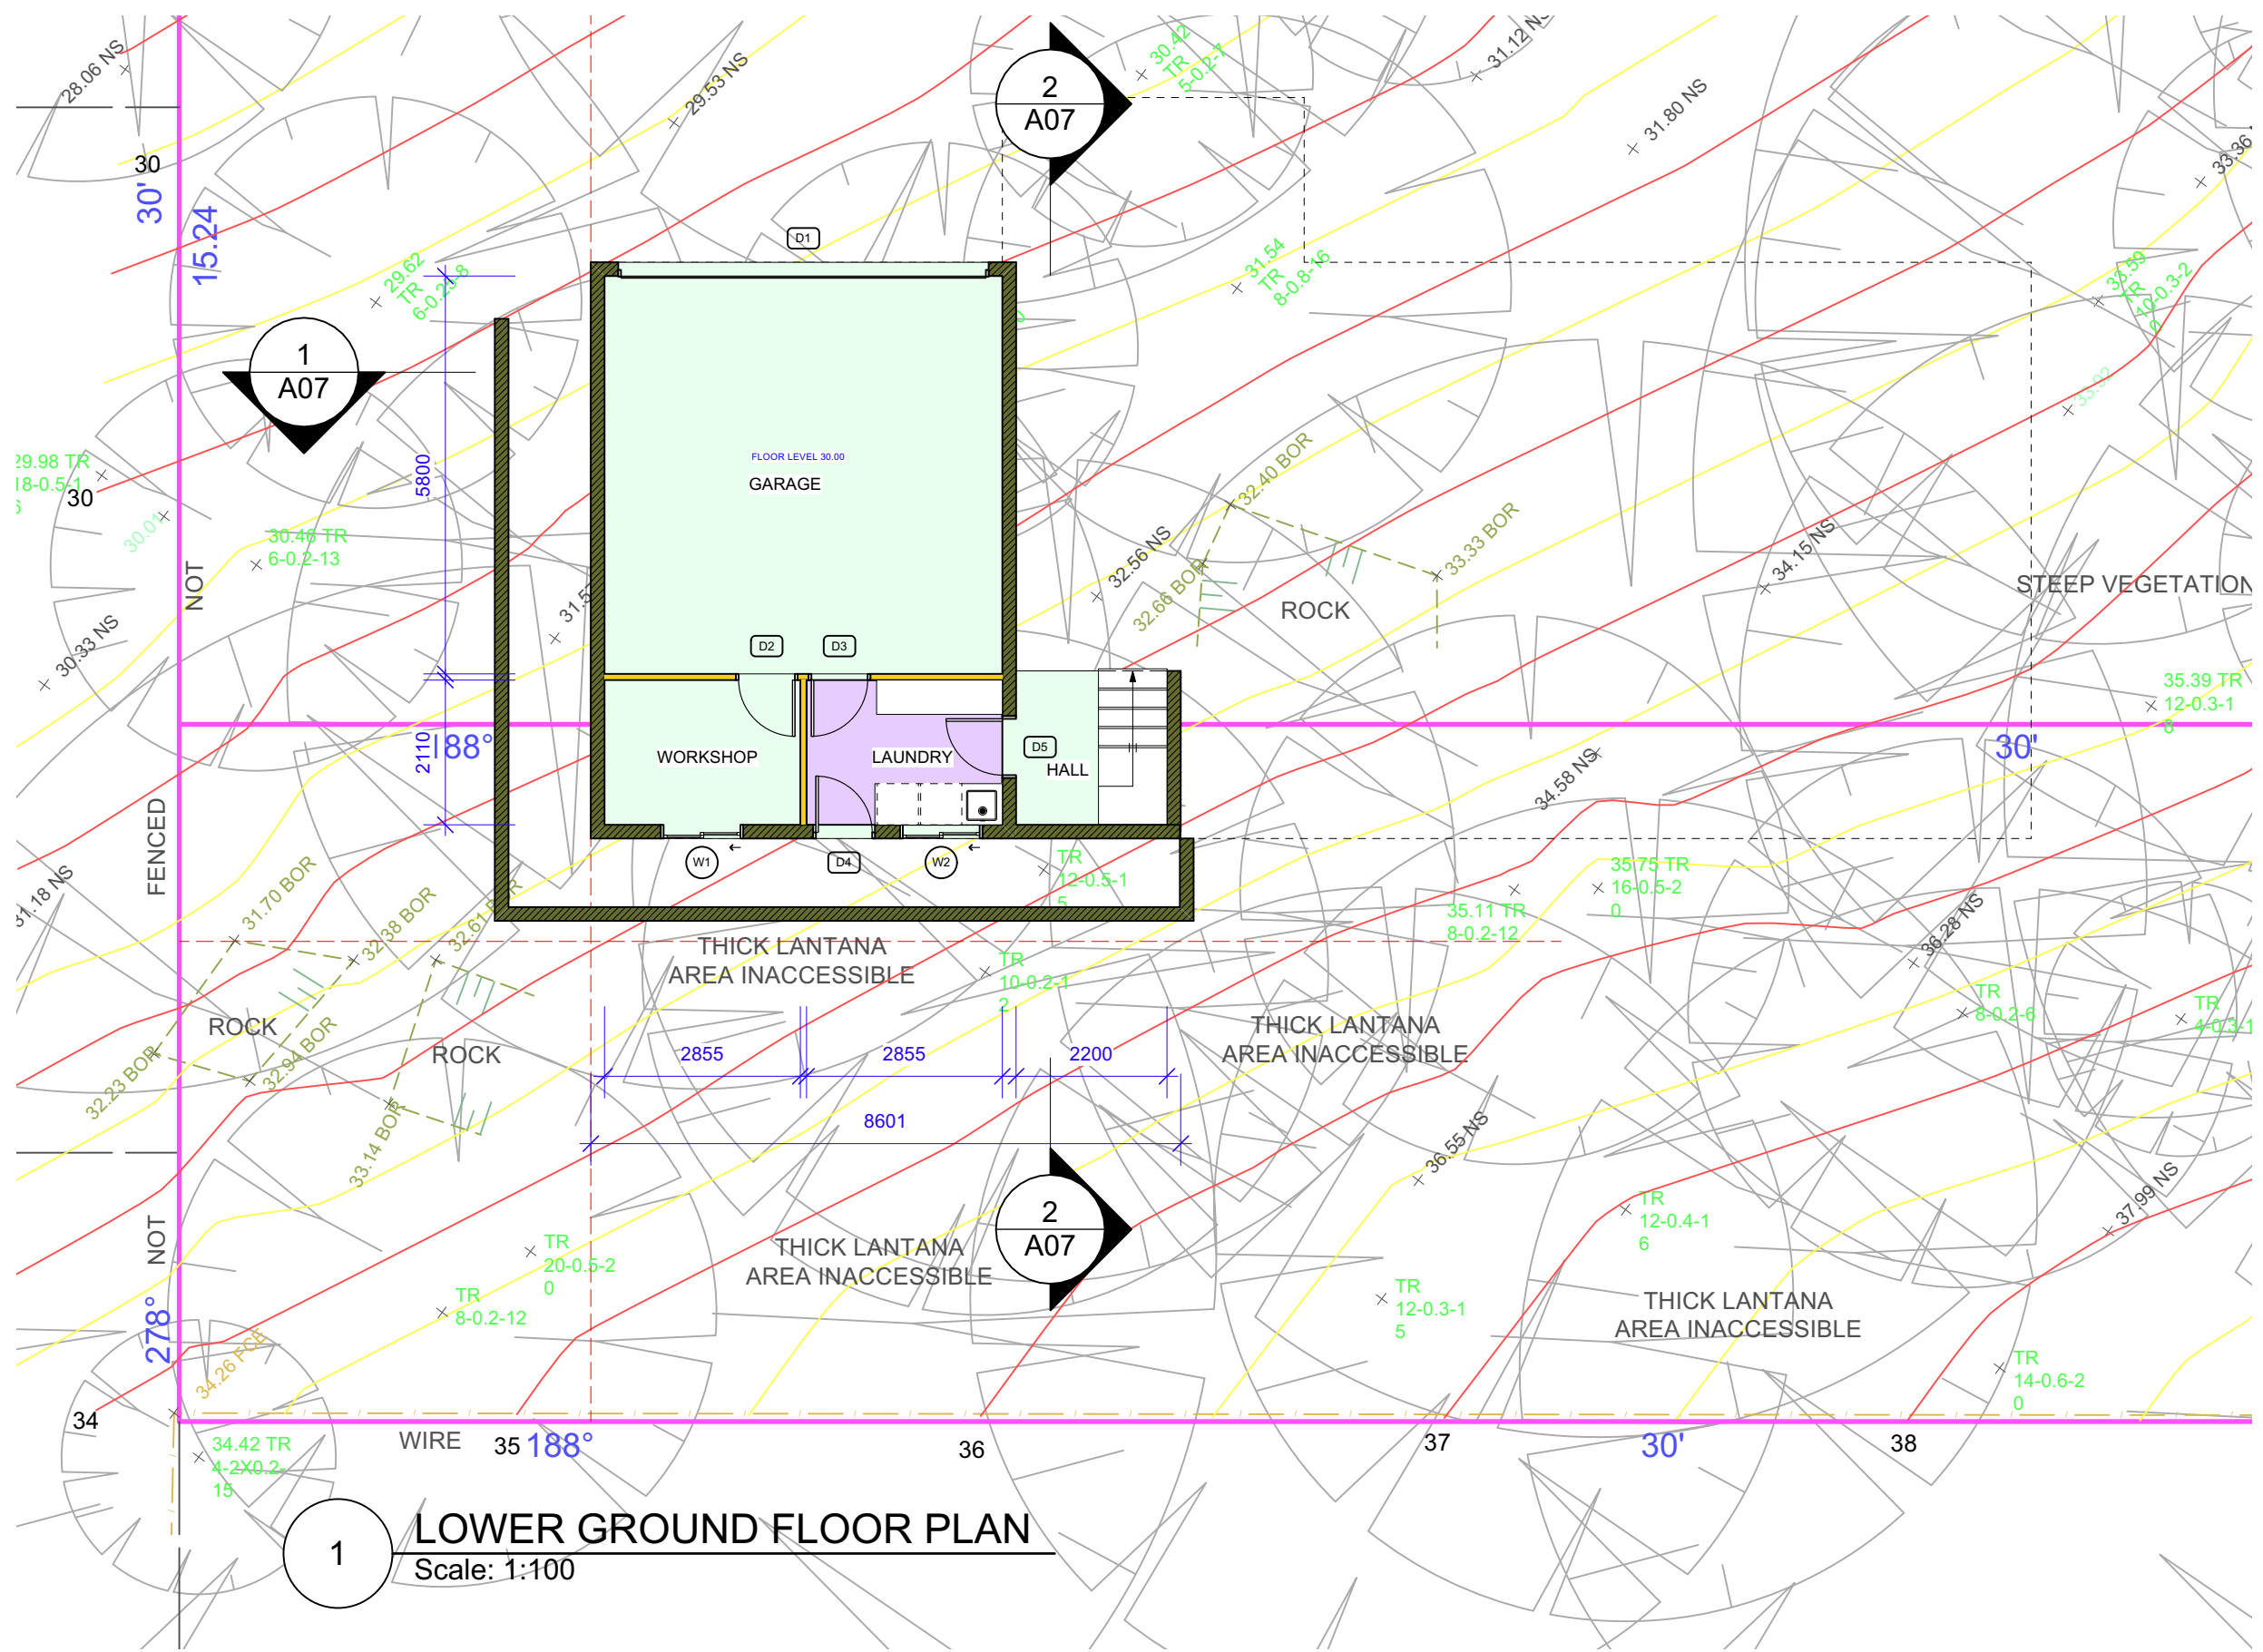 28.06 NS
29.53 NS
2
A07
30.42
TR
5-0.2-7
31.12 NS
31.80 NS
30
30'
15.24
D1
29.62
TR
6-0.25-8
31.54
TR
8-0.8-16
33.59
TR
10-0.3-2
0
1
A07
33.92
29.98 TR
18-0.5-1
6
30
5800
FLOOR LEVEL 30.00
GARAGE
32.40 BOR
30.01
30.46 TR
6-0.2-13
NOT
32.56 NS
33.33 BOR
34.15 NS
32.66 BOR
ROCK
STEEP VEGETATION
30.33 NS
D2
D3
35.39 TR
12-0.3-1
8
2110
WORKSHOP
LAUNDRY
D5
HALL
30'
34.58 NS
FENCED
W1
D4
W2
TR
12-0.5-1
5
35.75 TR
16-0.5-2
0
31.18 NS
31.70 BOR
32.38 BOR
32.61 BOR
35.11 TR
8-0.2-12
36.28 NS
THICK LANTANA
AREA INACCESSIBLE
TR
10-0.2-1
2
TR
8-0.2-6
TR
4-0.3-1
ROCK
ROCK
THICK LANTANA
AREA INACCESSIBLE
2855
2855
2200
32.23 BOR
32.94 BOR
8601
33.14 BOR
36.55 NS
37.99 NS
NOT
278°
TR
20-0.5-2
0
THICK LANTANA
AREA INACCESSIBLE
2
A07
TR
12-0.4-1
6
TR
8-0.2-12
TR
12-0.3-1
5
THICK LANTANA
AREA INACCESSIBLE
34.26 FCE
TR
14-0.6-2
0
34
34.42 TR
4-2X0.2-
15
WIRE
35
188°
36
37
30'
38
1
LOWER GROUND FLOOR PLAN
Scale: 1:100